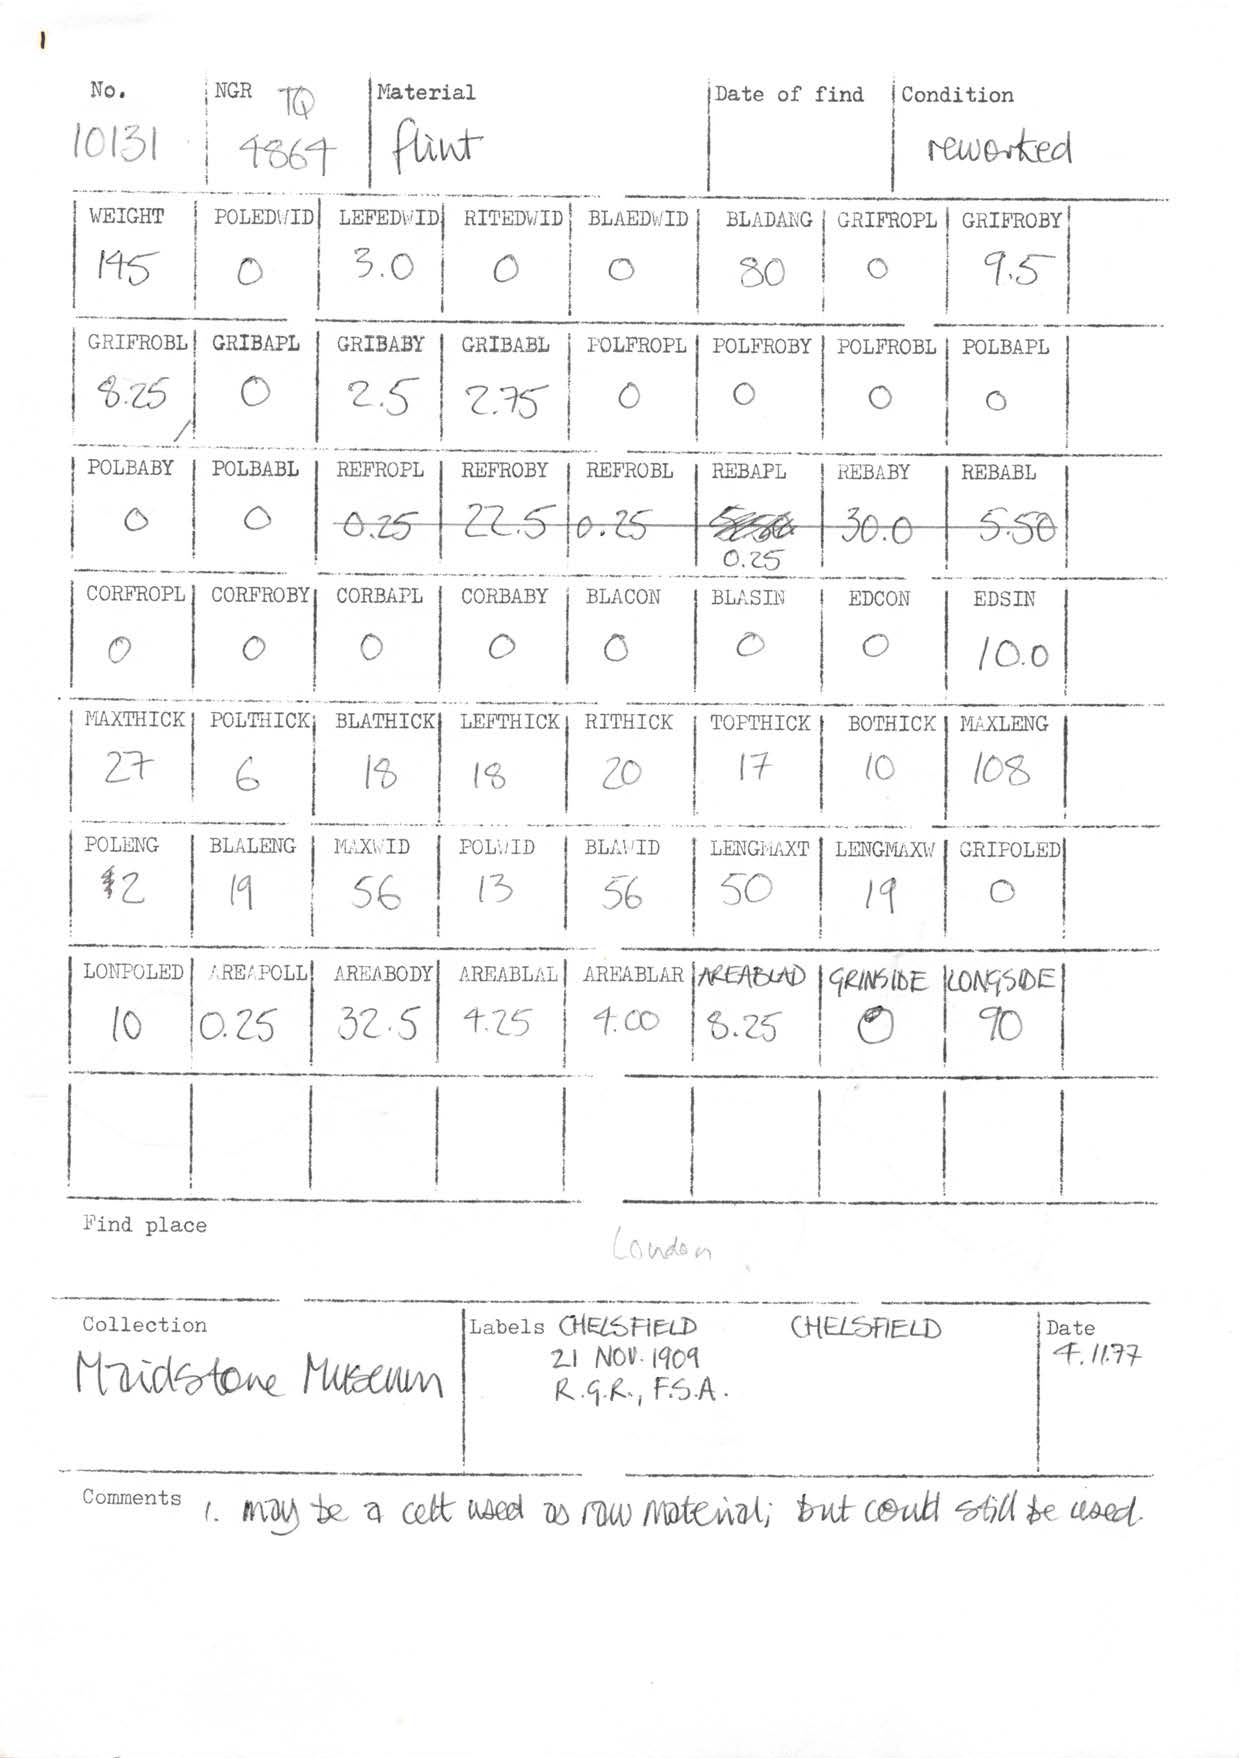 1
No. NGR TQ Material Date of find Condition
10131 4864 flint reworked
WEIGHT POLEDWID LEFEDWID RITEDWID BLAEDWID BLADANG GRIFROPL GRIFROBY
145 0 3.0 0 0 80 0 9.5
GRIFROBL GRIBAPL GRIBABY GRIBABL POLFROPL POLFROBY POLFROBL POLBAPL
8.25 0 2.5 2.75 0 0 0 0
POLBABY POLBABL REFROPL REFROBY REFROBL REBAPL REBABY REBABL
0 0 0.25 22.5 0.25 30.0 5.50
0.25
CORFROPL CORFROBY CORBAPL CORBABY BLACON BLASIN EDCON EDSIN
0 0 0 0 0 0 0 10.0
MAXTHICK POLTHICK BLATHICK LEFTHICK RITHICK TOPTHICK BOTHICK MAXLENG
27 6 18 18 20 17 10 108
POLENG BLALENG MAXWID POLWID BLAWID LENGMAXT LENGMAXW GRIPOLED
2 19 56 13 56 50 19 0
LONPOLED AREAPOLL AREABODY AREABLAL AREABLAR AREABLAD GRINSIDE LONGSIDE
10 0.25 32.5 4.25 4.00 8.25 0 90
Find place
London
Collection Labels CHELSFIELD CHELSFIELD Date
Maidstone Museum 21 NOV. 1909 4.11.77
R.G.R., F.S.A.
Comments 1. may be a celt used as raw material; but could still be used.